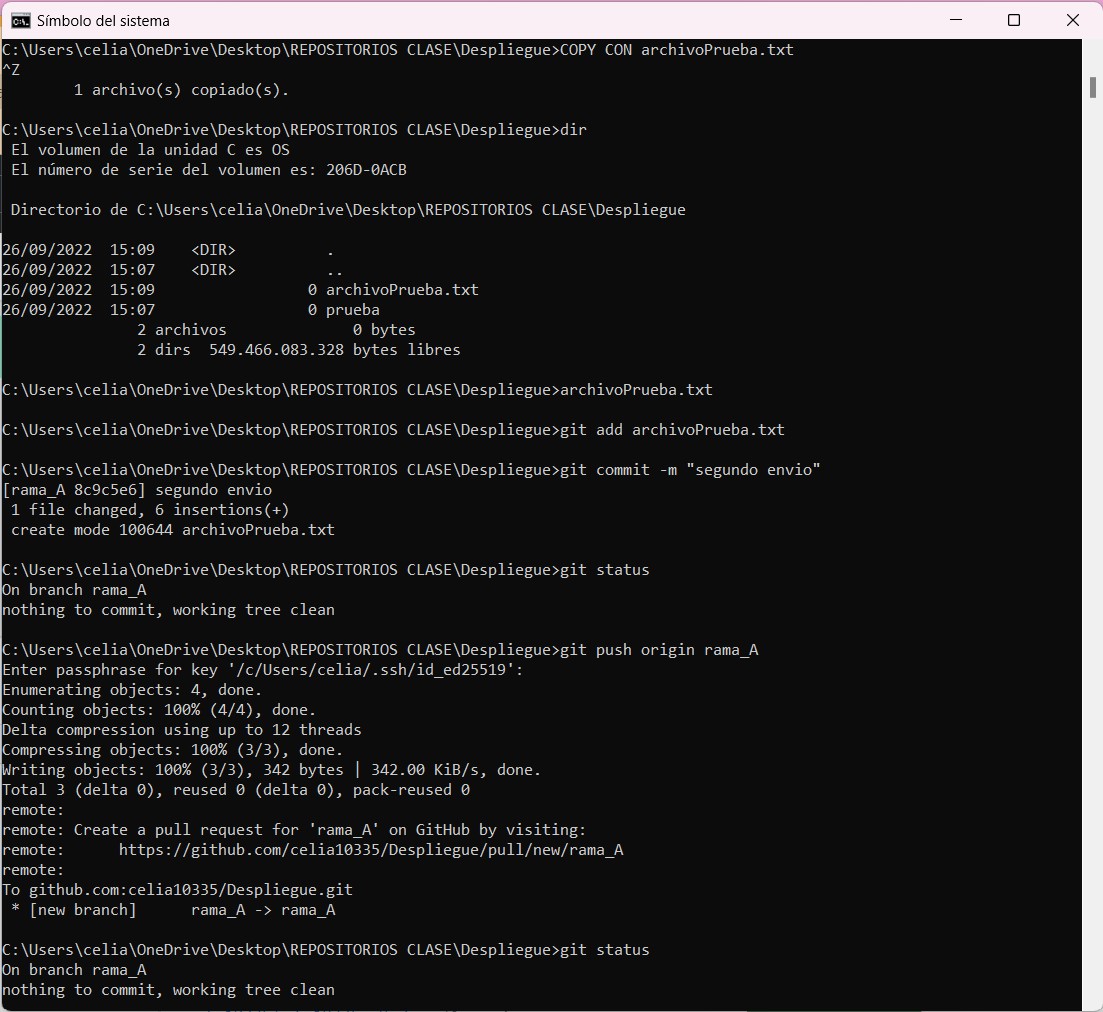 Símbolo del sistema
C:\Users\celia\OneDrive\Desktop\REPOSITORIOS CLASE\Despliegue>COPY CON archivoPrueba.txt
^Z
        1 archivo(s) copiado(s).
C:\Users\celia\OneDrive\Desktop\REPOSITORIOS CLASE\Despliegue>dir
 El volumen de la unidad C es OS
 El número de serie del volumen es: 206D-0ACB
 Directorio de C:\Users\celia\OneDrive\Desktop\REPOSITORIOS CLASE\Despliegue
26/09/2022  15:09    <DIR>          .
26/09/2022  15:07    <DIR>          ..
26/09/2022  15:09                 0 archivoPrueba.txt
26/09/2022  15:07                 0 prueba
               2 archivos              0 bytes
               2 dirs  549.466.083.328 bytes libres
C:\Users\celia\OneDrive\Desktop\REPOSITORIOS CLASE\Despliegue>archivoPrueba.txt
C:\Users\celia\OneDrive\Desktop\REPOSITORIOS CLASE\Despliegue>git add archivoPrueba.txt
C:\Users\celia\OneDrive\Desktop\REPOSITORIOS CLASE\Despliegue>git commit -m "segundo envio"
[rama_A 8c9c5e6] segundo envio
 1 file changed, 6 insertions(+)
 create mode 100644 archivoPrueba.txt
C:\Users\celia\OneDrive\Desktop\REPOSITORIOS CLASE\Despliegue>git status
On branch rama_A
nothing to commit, working tree clean
C:\Users\celia\OneDrive\Desktop\REPOSITORIOS CLASE\Despliegue>git push origin rama_A
Enter passphrase for key '/c/Users/celia/.ssh/id_ed25519':
Enumerating objects: 4, done.
Counting objects: 100% (4/4), done.
Delta compression using up to 12 threads
Compressing objects: 100% (3/3), done.
Writing objects: 100% (3/3), 342 bytes | 342.00 KiB/s, done.
Total 3 (delta 0), reused 0 (delta 0), pack-reused 0
remote:
remote: Create a pull request for 'rama_A' on GitHub by visiting:
remote:      https://github.com/celia10335/Despliegue/pull/new/rama_A
remote:
To github.com:celia10335/Despliegue.git
 * [new branch]      rama_A -> rama_A
C:\Users\celia\OneDrive\Desktop\REPOSITORIOS CLASE\Despliegue>git status
On branch rama_A
nothing to commit, working tree clean